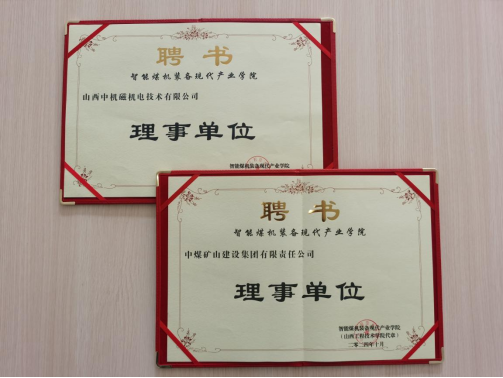 聘书
智能煤机装备现代产业学院
山西中机磁机电技术有限公司
理事单位
智能煤机装备现代产业学院
聘书
智能煤机装备现代产业学院
中煤矿山建设集团有限责任公司
理事单位
智能煤机装备现代产业学院
（山西工程技术学院代章）
二〇二四年十月